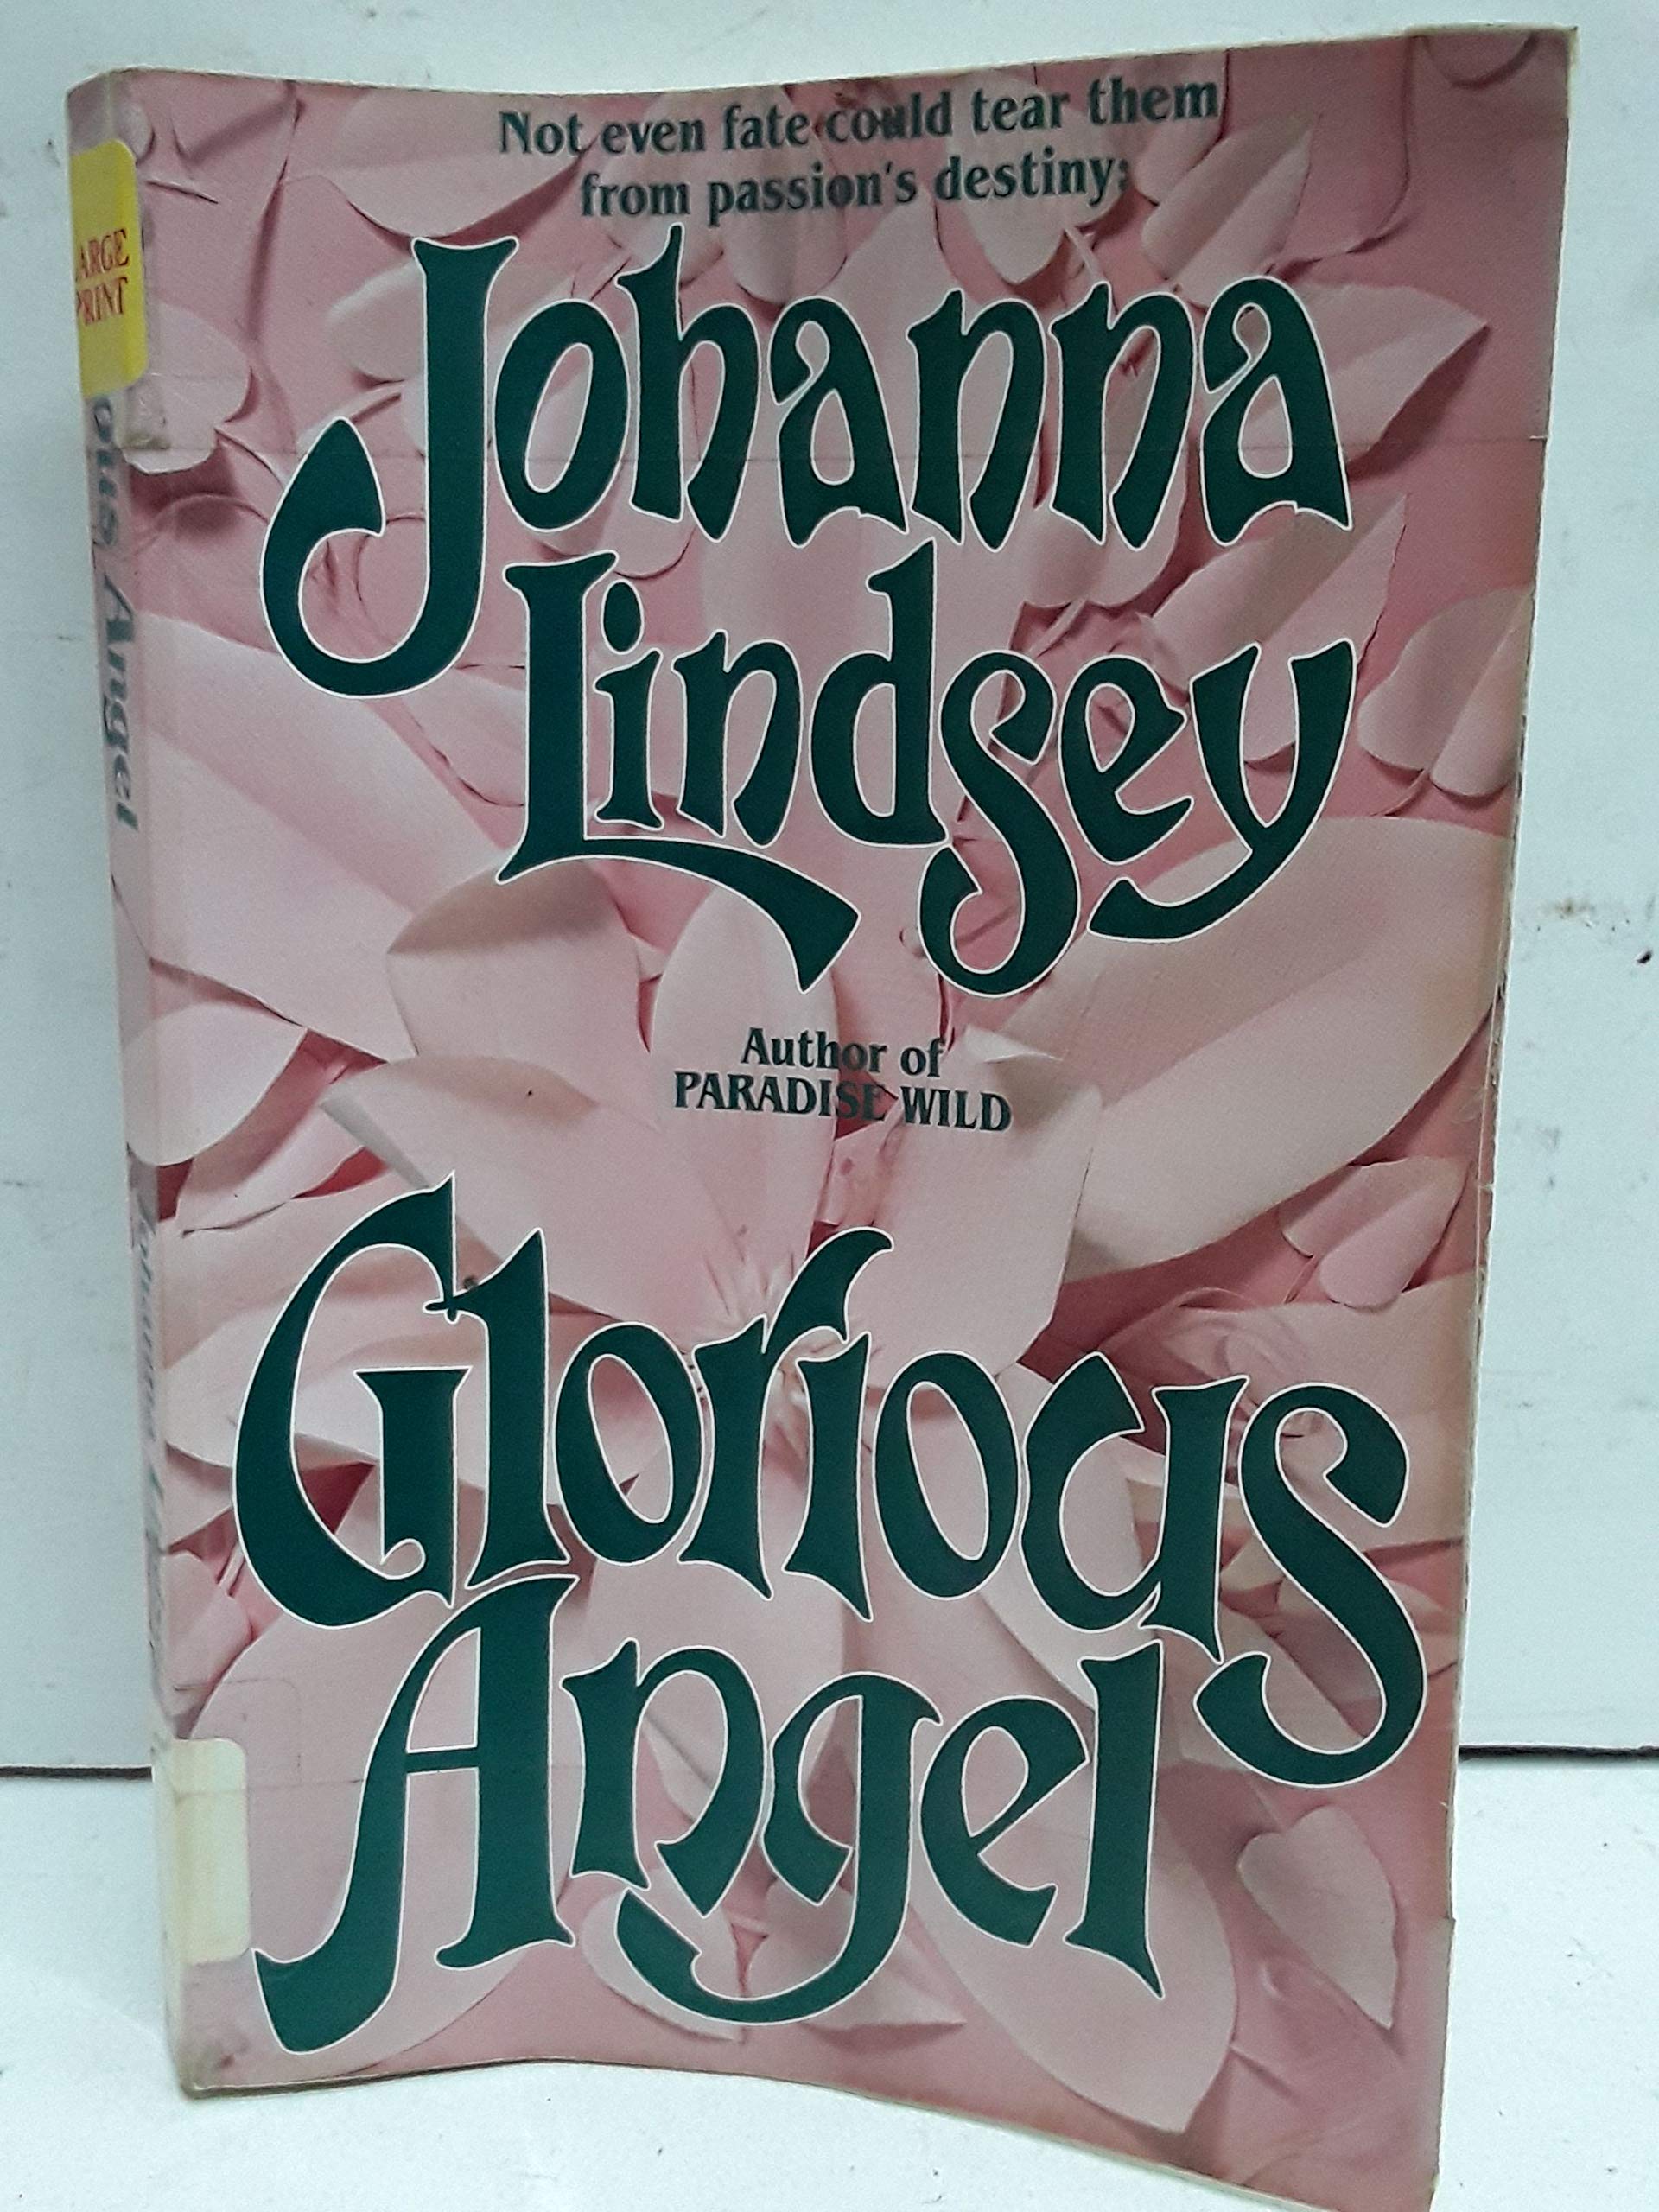 Not even fate could tear them
from passion's destiny:
Johanna
Lindsey
Author of
PARADISE WILD
Glorious
Angel
ARGE
PRINT
ous Angel